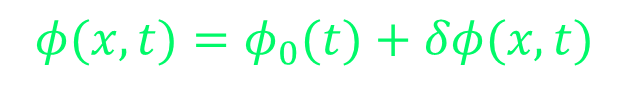 ϕ(x, t) = ϕ₀(t) + δϕ(x, t)